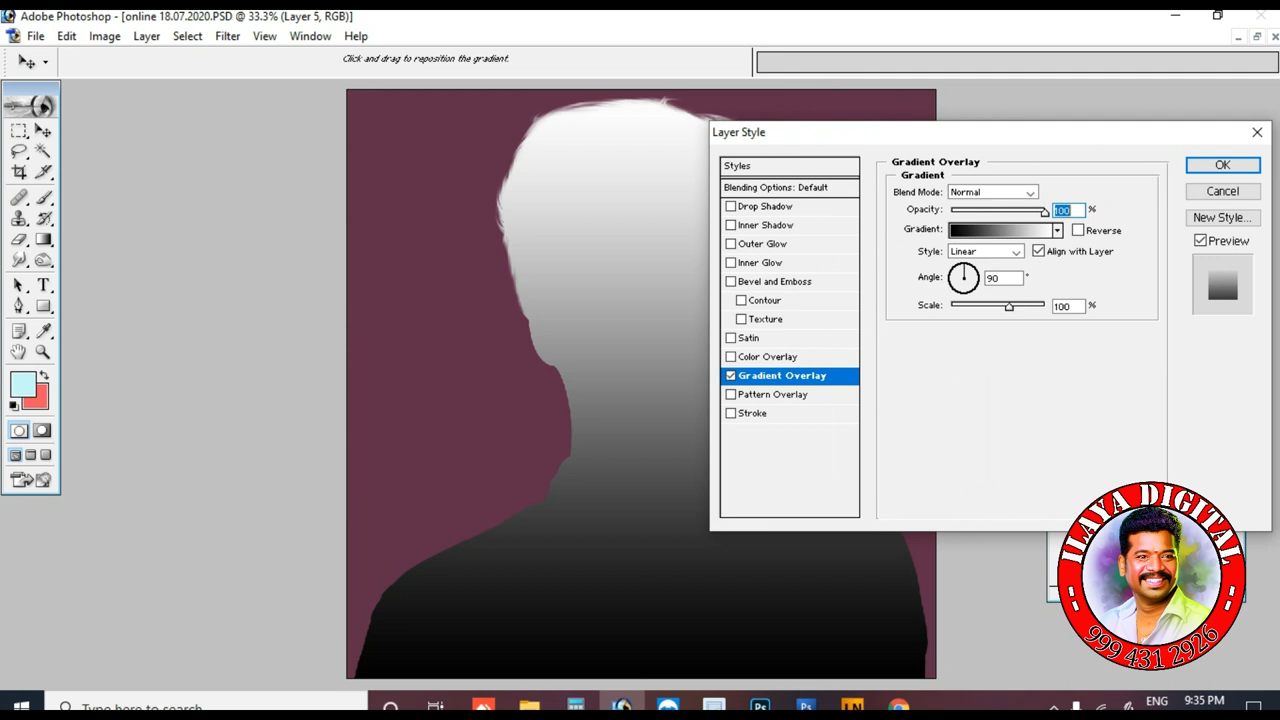 Adobe Photoshop - [online 18.07.2020.PSD @ 33.3% (Layer 5, RGB)]
File Edit Image Layer Select Filter View Window Help
Click and drag to reposition the gradient.
Layer Style
Styles
Blending Options: Default
Drop Shadow
Inner Shadow
Outer Glow
Inner Glow
Bevel and Emboss
Contour
Texture
Satin
Color Overlay
Gradient Overlay
Pattern Overlay
Stroke
Gradient Overlay
Gradient
Blend Mode: Normal
Opacity: 100 %
Gradient: Reverse
Style: Linear Align with Layer
Angle: 90 °
Scale: 100 %
OK
Cancel
New Style...
Preview
ILAYA DIGITAL
999 431 2926
Type here to search
Ps Ps LN
ENG 9:35 PM